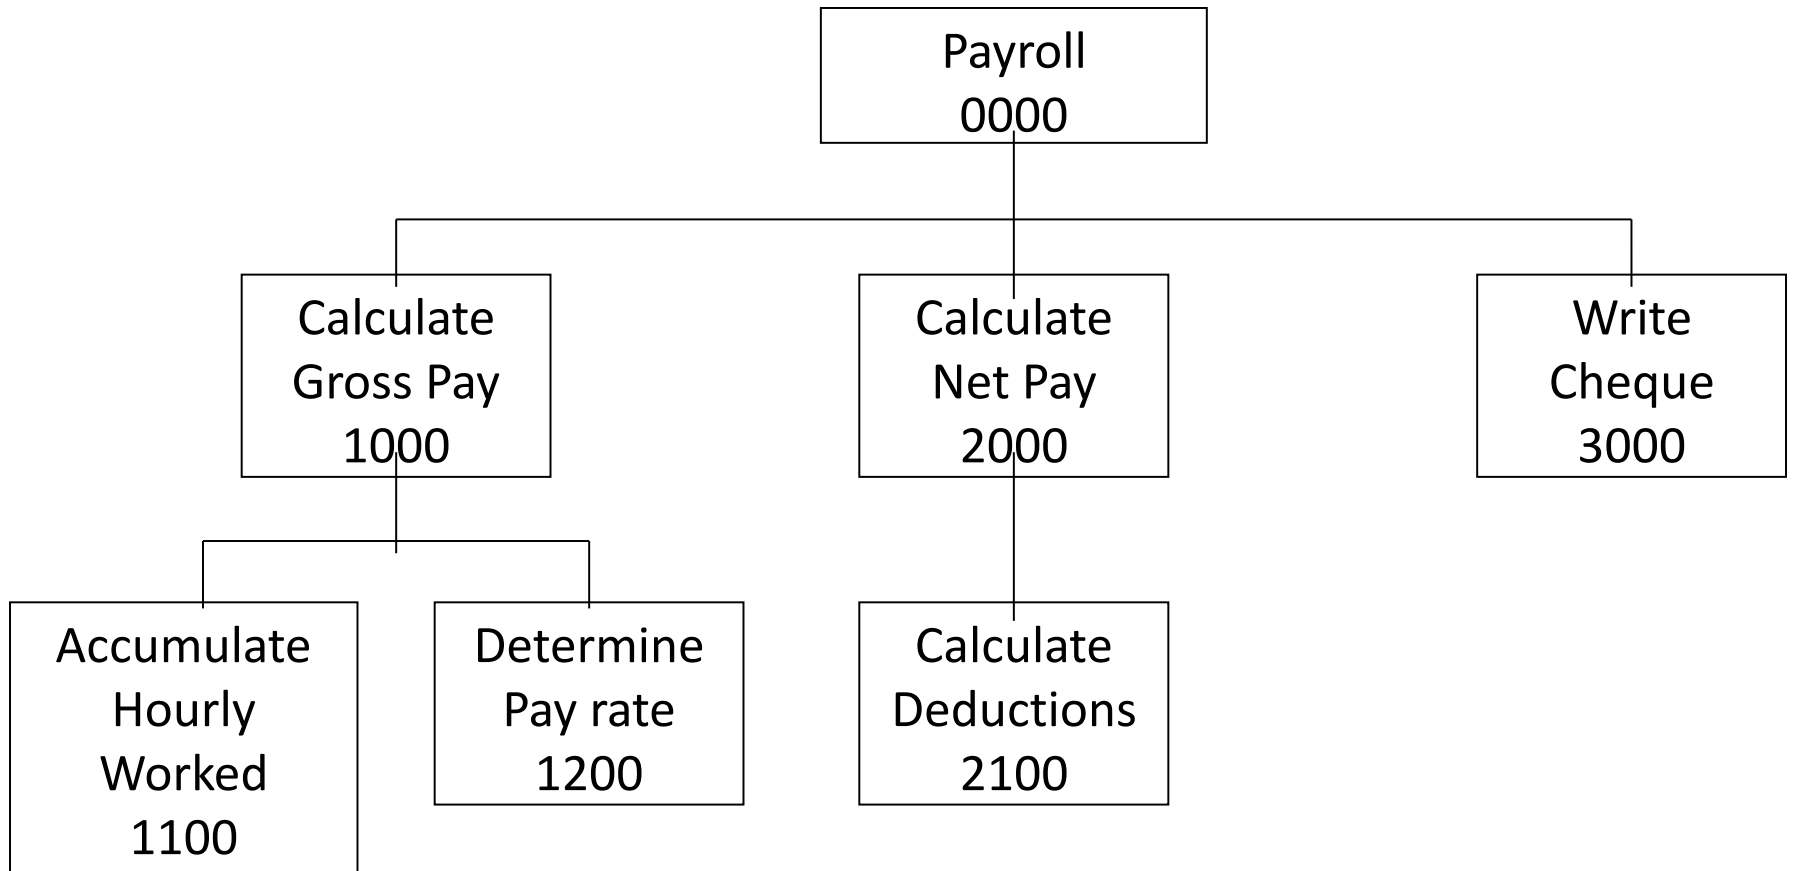 Payroll
0000
Calculate
Gross Pay
1000
Calculate
Net Pay
2000
Write
Cheque
3000
Accumulate
Hourly
Worked
1100
Determine
Pay rate
1200
Calculate
Deductions
2100